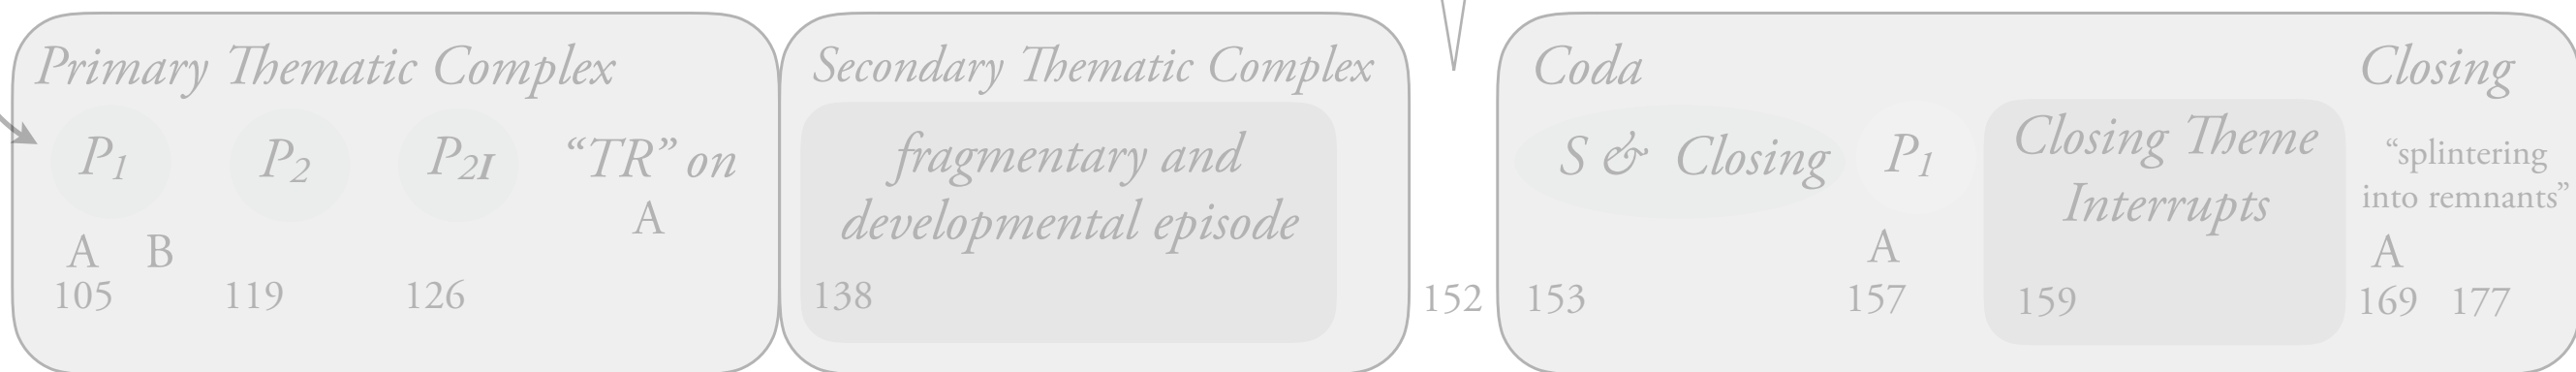 Primary Thematic Complex
P1 P2 P2I “TR” on
A
A B
105 119 126
Secondary Thematic Complex
fragmentary and
developmental episode
138
152
Coda
S & Closing P1
A
153 157
Closing Theme
Interrupts
159
Closing
“splintering
into remnants”
A
169 177